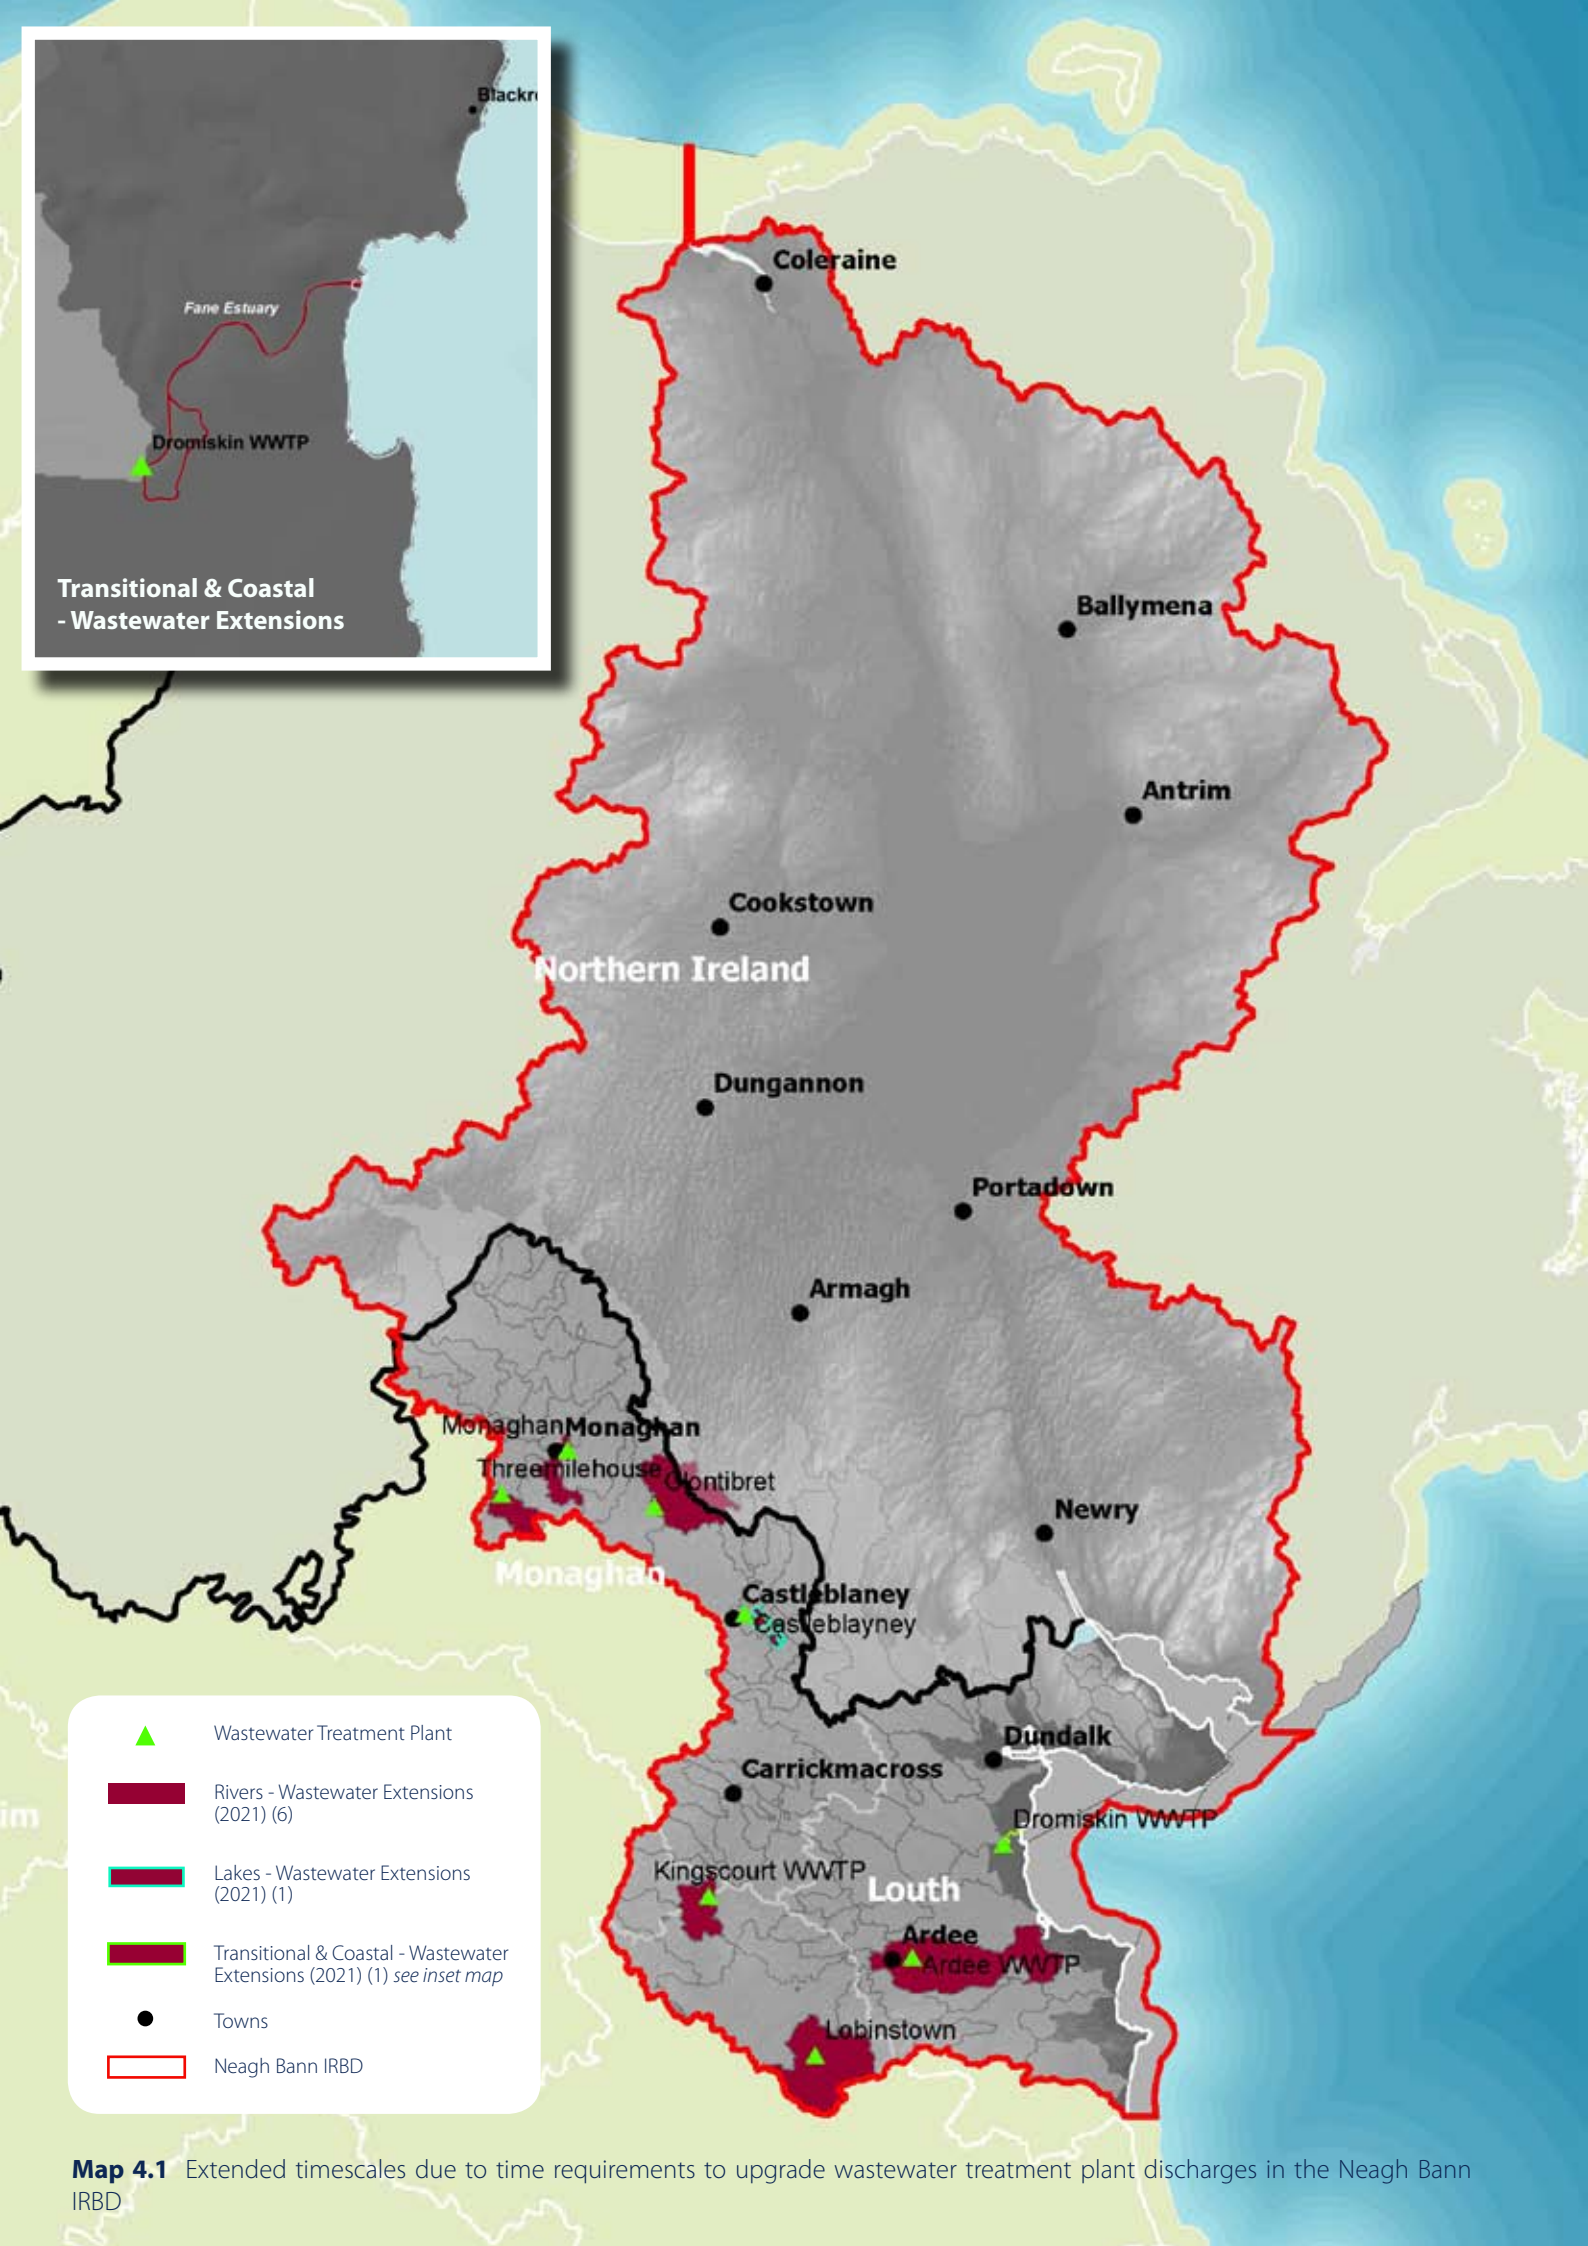 Blackr
Fane Estuary
Dromiskin WWTP
Transitional & Coastal
- Wastewater Extensions
Coleraine
Ballymena
Antrim
Cookstown
Northern Ireland
Dungannon
Portadown
Armagh
Monaghan Monaghan
Threemilehouse
Clontibret
Newry
Monaghan
Castleblaney
Castleblayney
Dundalk
Carrickmacross
Dromiskin WWTP
Kingscourt WWTP
Louth
Ardee
Ardee WWTP
Lobinstown
im
Wastewater Treatment Plant
Rivers - Wastewater Extensions
(2021) (6)
Lakes - Wastewater Extensions
(2021) (1)
Transitional & Coastal - Wastewater
Extensions (2021) (1) see inset map
Towns
Neagh Bann IRBD
Map 4.1 Extended timescales due to time requirements to upgrade wastewater treatment plant discharges in the Neagh Bann
IRBD